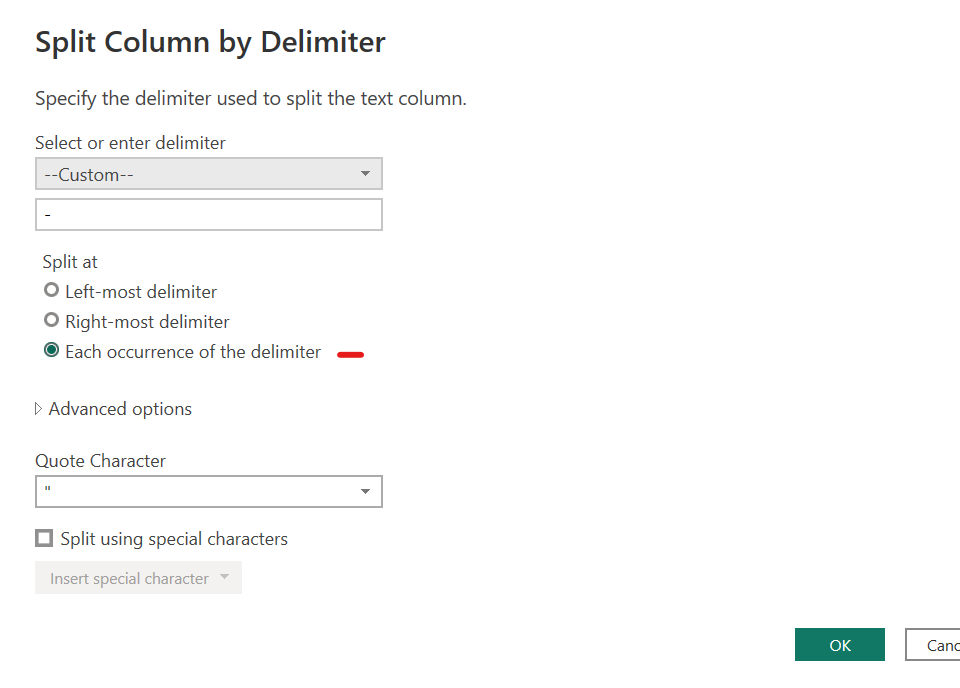 Split Column by Delimiter
Specify the delimiter used to split the text column.
Select or enter delimiter
--Custom--
-
Split at
Left-most delimiter
Right-most delimiter
Each occurrence of the delimiter
Advanced options
Quote Character
"
Split using special characters
Insert special character
OK
Canc